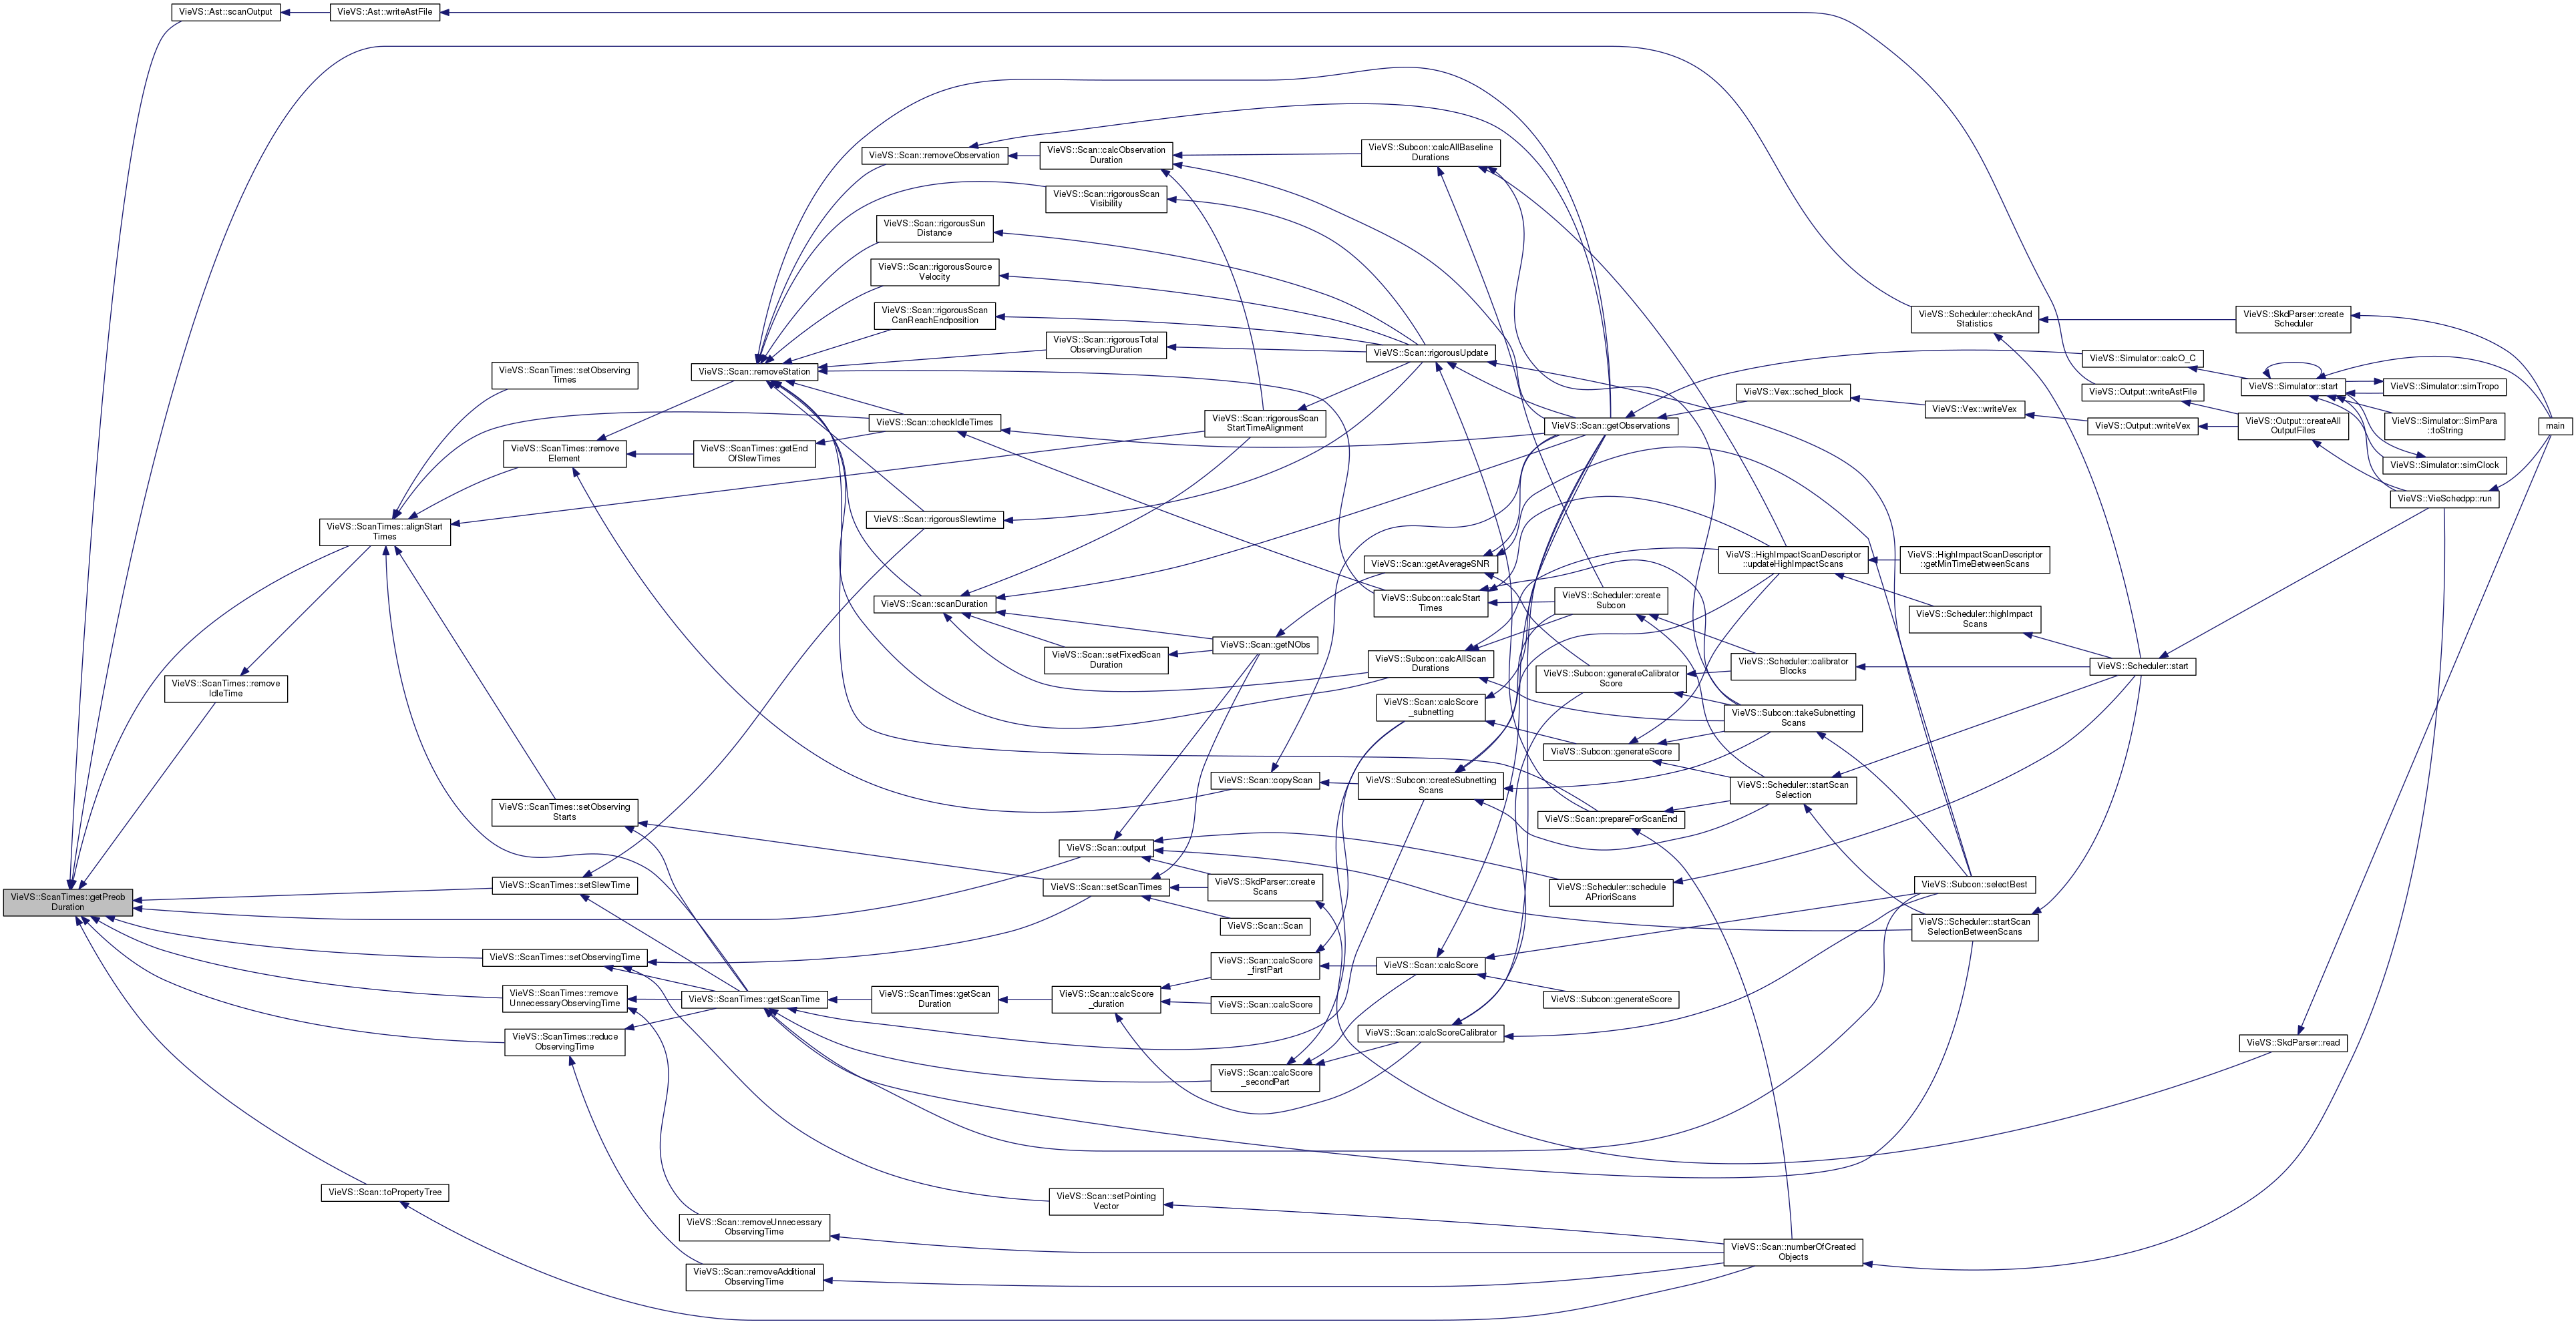 VieVS::Ast::scanOutput
VieVS::Ast::writeAstFile
VieVS::ScanTimes::getPreob
Duration
VieVS::ScanTimes::alignStart
Times
VieVS::ScanTimes::remove
IdleTime
VieVS::Scan::toPropertyTree
VieVS::ScanTimes::setObserving
Times
VieVS::ScanTimes::remove
Element
VieVS::ScanTimes::setObserving
Starts
VieVS::ScanTimes::setSlewTime
VieVS::ScanTimes::setObservingTime
VieVS::ScanTimes::remove
UnnecessaryObservingTime
VieVS::ScanTimes::reduce
ObservingTime
VieVS::Scan::removeStation
VieVS::ScanTimes::getEnd
OfSlewTimes
VieVS::ScanTimes::getScanTime
VieVS::Scan::removeUnnecessary
ObservingTime
VieVS::Scan::removeAdditional
ObservingTime
VieVS::Scan::removeObservation
VieVS::Scan::rigorousSun
Distance
VieVS::Scan::rigorousSource
Velocity
VieVS::Scan::rigorousScan
CanReachEndposition
VieVS::Scan::checkIdleTimes
VieVS::Scan::rigorousSlewtime
VieVS::Scan::scanDuration
VieVS::ScanTimes::getScan
Duration
VieVS::Scan::calcObservation
Duration
VieVS::Scan::rigorousScan
Visibility
VieVS::Scan::rigorousTotal
ObservingDuration
VieVS::Scan::setFixedScan
Duration
VieVS::Scan::output
VieVS::Scan::setScanTimes
VieVS::Scan::calcScore
_duration
VieVS::Scan::setPointing
Vector
VieVS::Scan::rigorousScan
StartTimeAlignment
VieVS::Scan::getNObs
VieVS::Scan::copyScan
VieVS::SkdParser::create
Scans
VieVS::Scan::Scan
VieVS::Scan::calcScore
_firstPart
VieVS::Scan::calcScore
VieVS::Scan::calcScore
_secondPart
VieVS::Subcon::calcAllBaseline
Durations
VieVS::Scan::rigorousUpdate
VieVS::Scan::getAverageSNR
VieVS::Subcon::calcStart
Times
VieVS::Subcon::calcAllScan
Durations
VieVS::Scan::calcScore
_subnetting
VieVS::Subcon::createSubnetting
Scans
VieVS::Scan::calcScore
VieVS::Scan::calcScoreCalibrator
VieVS::Scan::getObservations
VieVS::Scheduler::create
Subcon
VieVS::Subcon::generateCalibrator
Score
VieVS::Subcon::generateScore
VieVS::Scan::prepareForScanEnd
VieVS::Scheduler::schedule
APrioriScans
VieVS::Subcon::generateScore
VieVS::Vex::sched_block
VieVS::HighImpactScanDescriptor
::updateHighImpactScans
VieVS::Scheduler::calibrator
Blocks
VieVS::Subcon::takeSubnetting
Scans
VieVS::Scheduler::startScan
Selection
VieVS::Scan::numberOfCreated
Objects
VieVS::Scheduler::checkAnd
Statistics
VieVS::Vex::writeVex
VieVS::HighImpactScanDescriptor
::getMinTimeBetweenScans
VieVS::Scheduler::highImpact
Scans
VieVS::Subcon::selectBest
VieVS::Scheduler::startScan
SelectionBetweenScans
VieVS::Simulator::calcO_C
VieVS::Output::writeAstFile
VieVS::Output::writeVex
VieVS::Scheduler::start
VieVS::SkdParser::create
Scheduler
VieVS::Simulator::start
VieVS::Output::createAll
OutputFiles
VieVS::SkdParser::read
VieVS::Simulator::simTropo
VieVS::Simulator::SimPara
::toString
VieVS::Simulator::simClock
VieVS::VieSchedpp::run
main